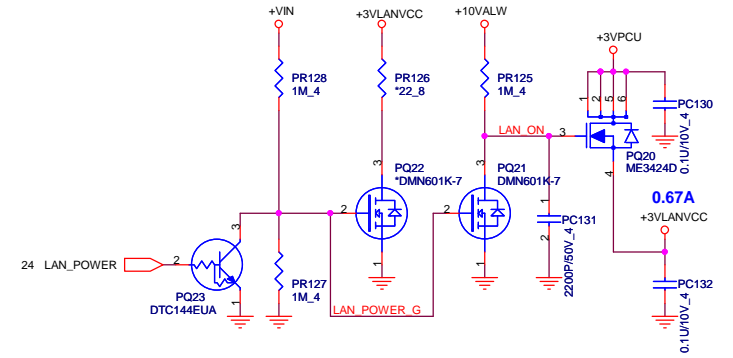 +VIN
+3VLANVCC
+10VALW
+3VPCU
PR128
1M_4
PR126
*22_8
PR125
1M_4
1
2
5
6
PC130
0.1U/10V_4
LAN_ON
3
PQ20
ME3424D
4
3
PQ22
*DMN601K-7
2
1
3
PQ21
DMN601K-7
2
1
1
PC131
2
2200P/50V_4
0.67A
+3VLANVCC
3
24 LAN_POWER
2
PQ23
DTC144EUA
1
PR127
1M_4
LAN_POWER_G
PC132
0.1U/10V_4